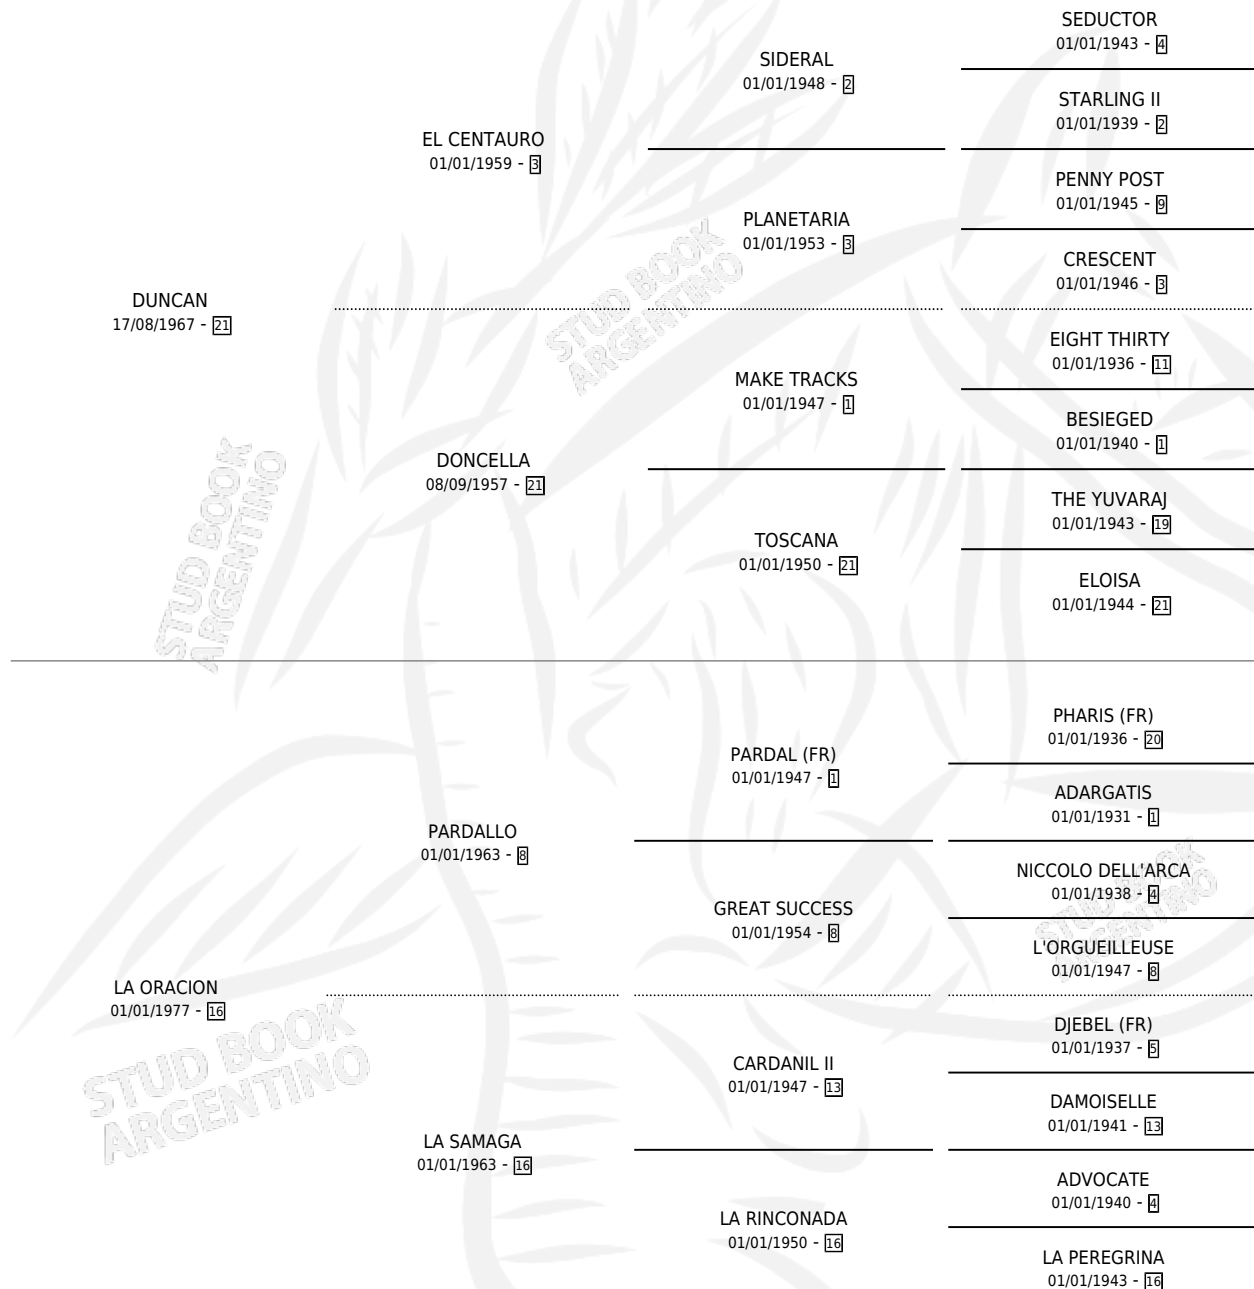 SEDUCTOR
01/01/1943 - 4
SIDERAL
01/01/1948 - 2
STARLING II
01/01/1939 - 2
EL CENTAURO
01/01/1959 - 3
PENNY POST
01/01/1945 - 9
PLANETARIA
01/01/1953 - 3
CRESCENT
01/01/1946 - 3
DUNCAN
17/08/1967 - 21
EIGHT THIRTY
01/01/1936 - 11
MAKE TRACKS
01/01/1947 - 1
BESIEGED
01/01/1940 - 1
DONCELLA
08/09/1957 - 21
THE YUVARAJ
01/01/1943 - 19
TOSCANA
01/01/1950 - 21
ELOISA
01/01/1944 - 21
STUD BOOK
ARGENTINO
STUD BOOK
ARGENTINO
PHARIS (FR)
01/01/1936 - 20
PARDAL (FR)
01/01/1947 - 1
ADARGATIS
01/01/1931 - 1
PARDALLO
01/01/1963 - 8
NICCOLO DELL'ARCA
01/01/1938 - 4
GREAT SUCCESS
01/01/1954 - 8
L'ORGUEILLEUSE
01/01/1947 - 8
LA ORACION
01/01/1977 - 16
DJEBEL (FR)
01/01/1937 - 5
CARDANIL II
01/01/1947 - 13
DAMOISELLE
01/01/1941 - 13
LA SAMAGA
01/01/1963 - 16
ADVOCATE
01/01/1940 - 4
LA RINCONADA
01/01/1950 - 16
LA PEREGRINA
01/01/1943 - 16
STUD BOOK
ARGENTINO
STUD BOOK
ARGENTINO